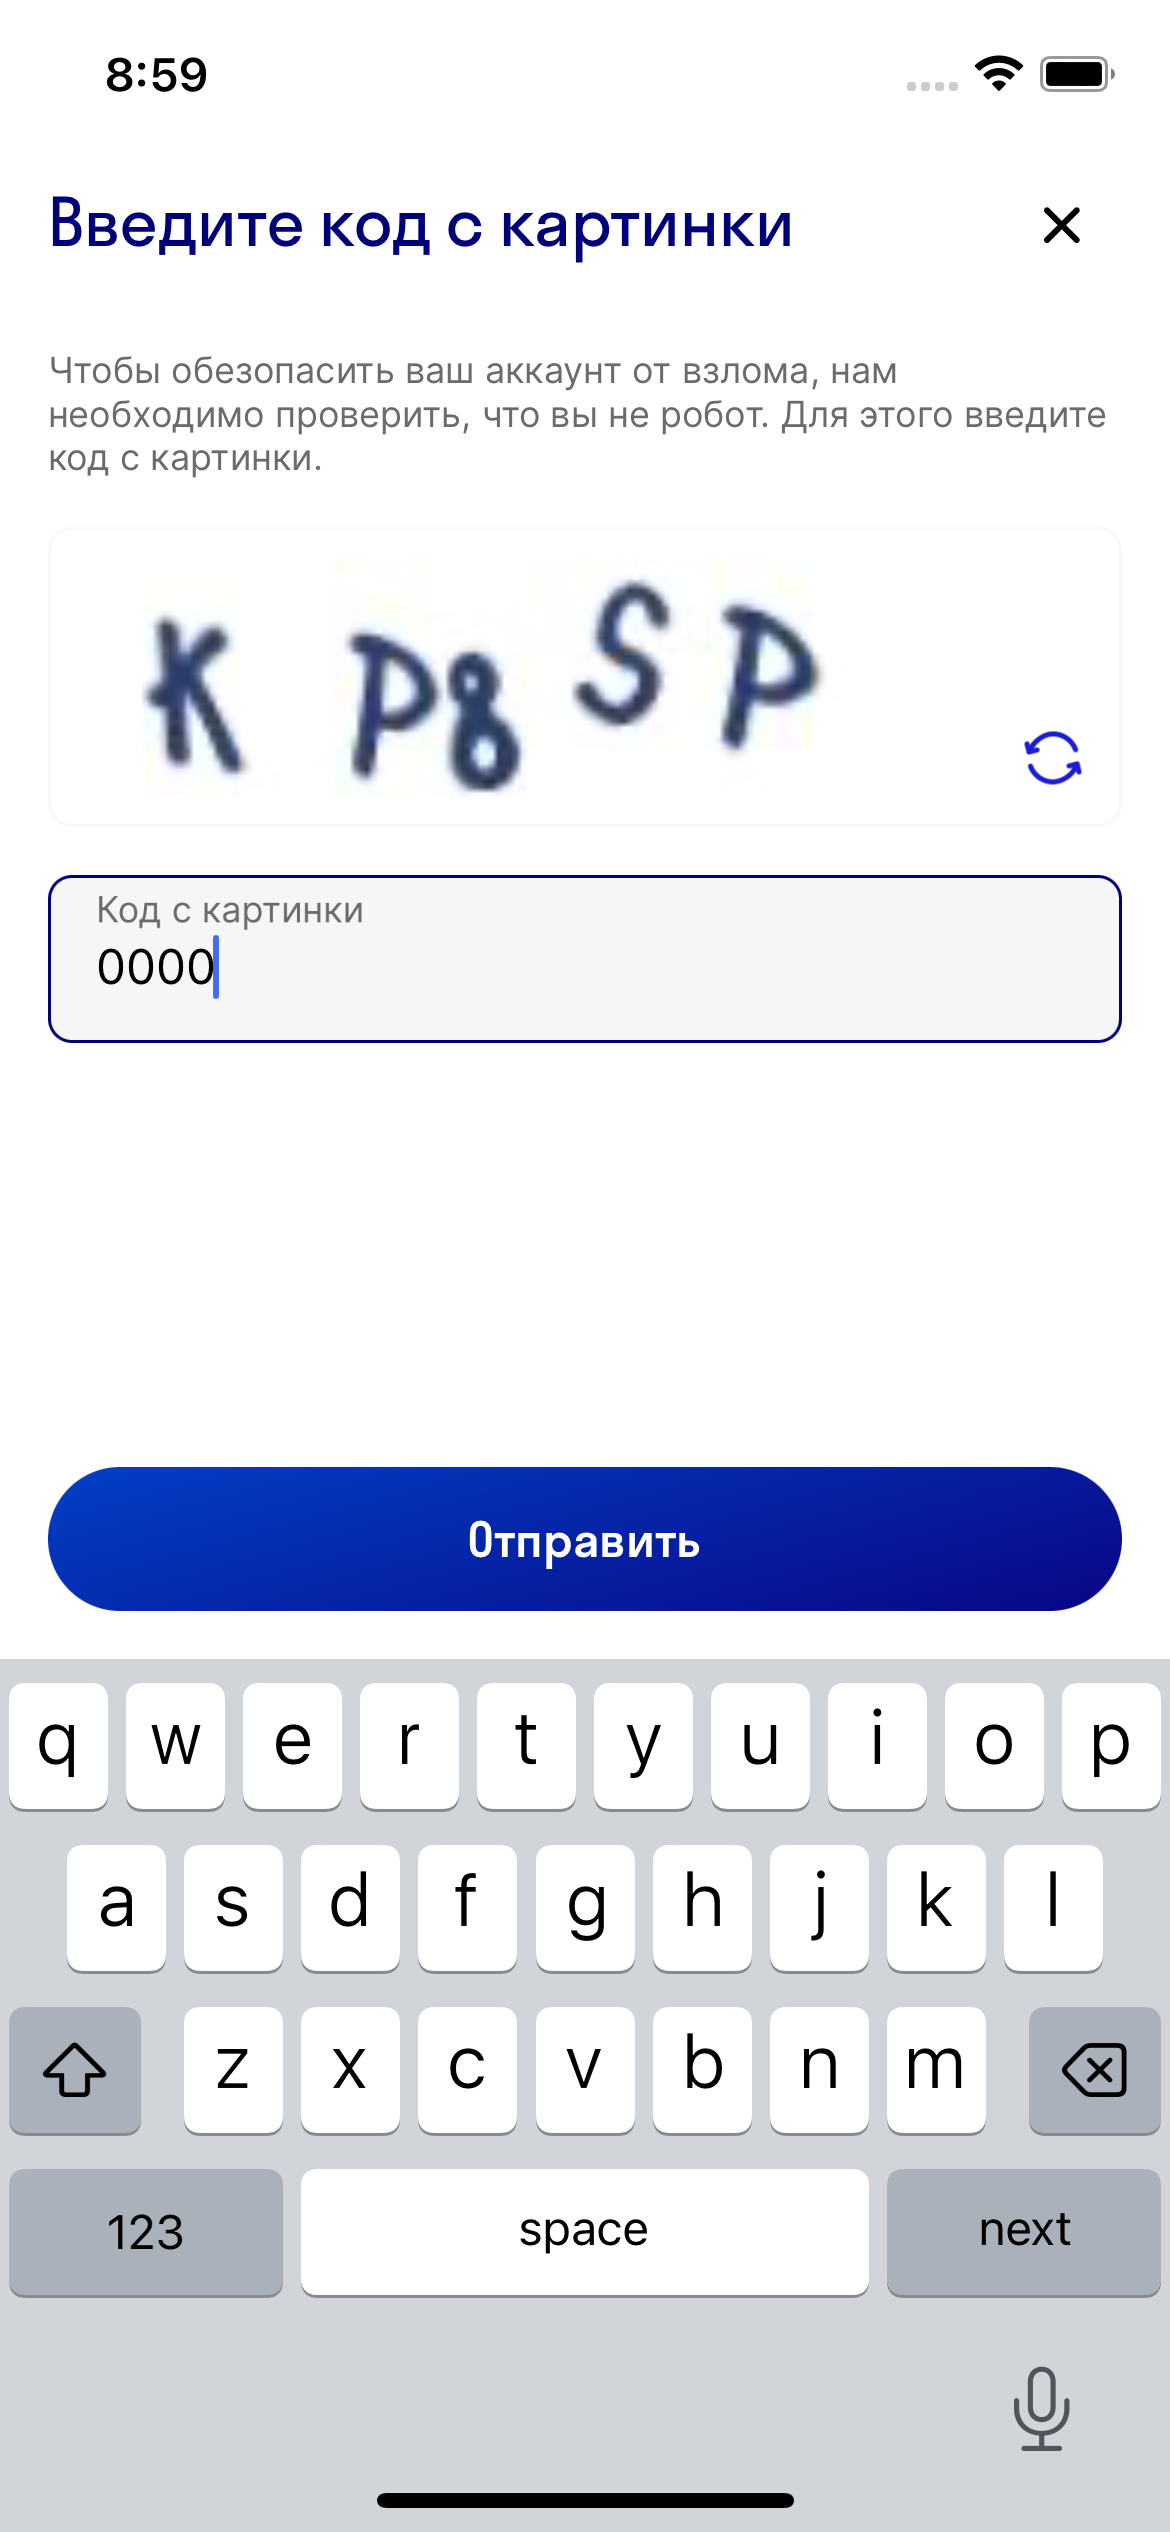 8:59
Введите код с картинки
Чтобы обезопасить ваш аккаунт от взлома, нам
необходимо проверить, что вы не робот. Для этого введите
код с картинки.
K P8 S P
Код с картинки
0000
Отправить
q w e r t y u i o p
a s d f g h j k l
z x c v b n m
123 space next